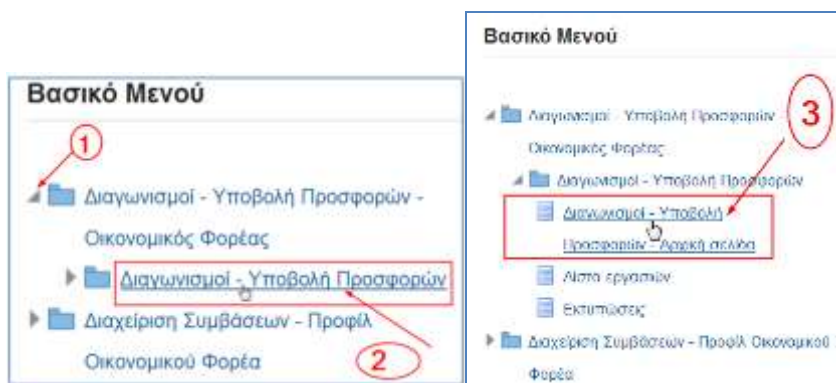 Βασικό Μενού
1
Διαγωνισμοί - Υποβολή Προσφορών -
Οικονομικός Φορέας
Διαγωνισμοί - Υποβολή Προσφορών
Διαχείριση Συμβάσεων - Προφίλ
Οικονομικού Φορέα
2
Βασικό Μενού
3
Διαγωνισμοί - Υποβολή Προσφορών
Οικονομικός Φορέας
Διαγωνισμοί - Υποβολή Προσφορών
Διαγωνισμοί - Υποβολή
Προσφορών - Αρχική σελίδα
Λίστα εργασιών
Εκτυπώσεις
Διαχείριση Συμβάσεων - Προφίλ Οικονομικού
Φορέα